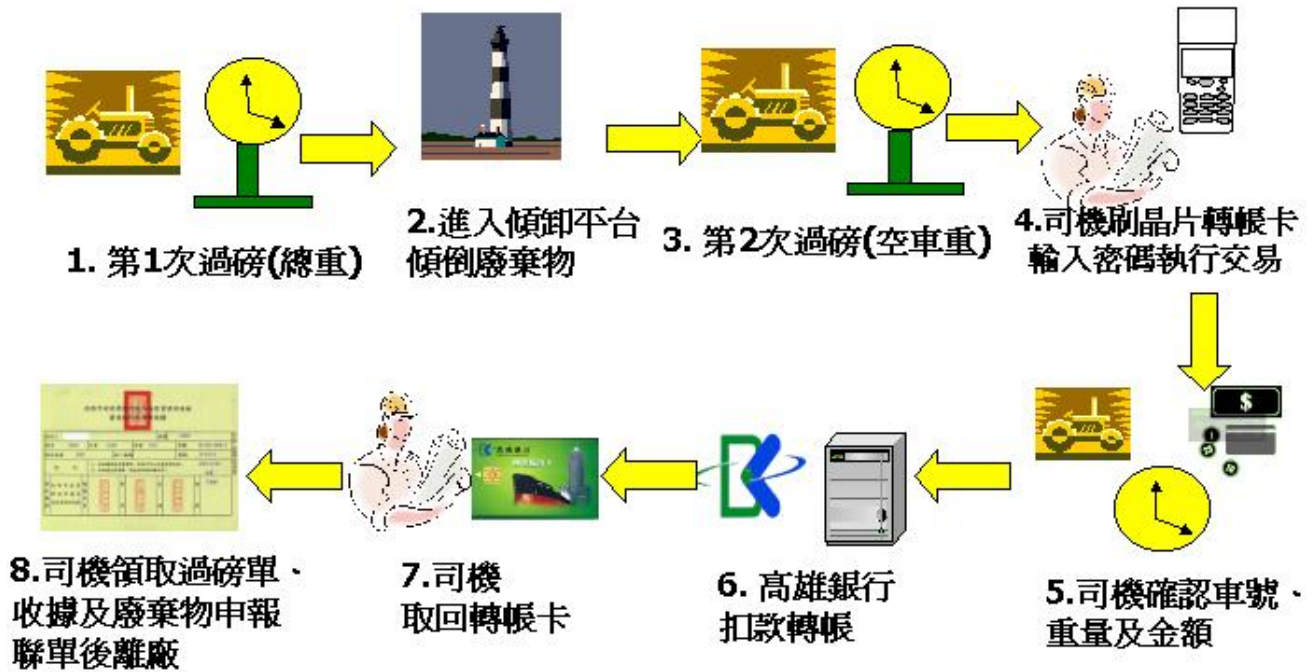 1. 第1次過磅(總重)
2.進入傾卸平台
傾倒廢棄物
3. 第2次過磅(空車重)
4.司機刷晶片轉帳卡
輸入密碼執行交易
5.司機確認車號、
重量及金額
6. 高雄銀行
扣款轉帳
7.司機
取回轉帳卡
8.司機領取過磅單、
收據及廢棄物申報
聯單後離廠
$